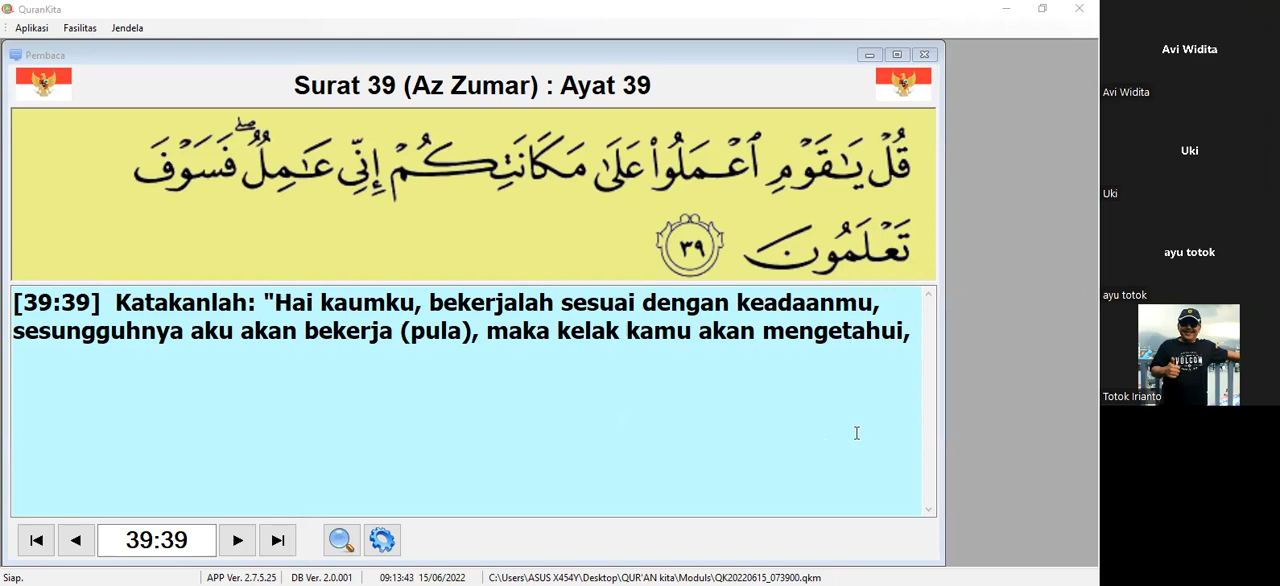 QuranKita
Aplikasi Fasilitas Jendela
Pembaca
Surat 39 (Az Zumar) : Ayat 39
قُلْ يَـٰقَوْمِ ٱعْمَلُوا۟ عَلَىٰ مَكَانَتِكُمْ إِنِّى عَـٰمِلٌ ۖ فَسَوْفَ
تَعْلَمُونَ ٣٩
[39:39] Katakanlah: "Hai kaumku, bekerjalah sesuai dengan keadaanmu,
sesungguhnya aku akan bekerja (pula), maka kelak kamu akan mengetahui,
39:39
Siap. APP Ver. 2.7.5.25 DB Ver. 2.0.001 09:13:43 15/06/2022 C:\Users\ASUS X454Y\Desktop\QUR'AN kita\Moduls\QK20220615_073900.qkm
Avi Widita
Avi Widita
Uki
Uki
ayu totok
ayu totok
VOLCOM
Totok Irianto